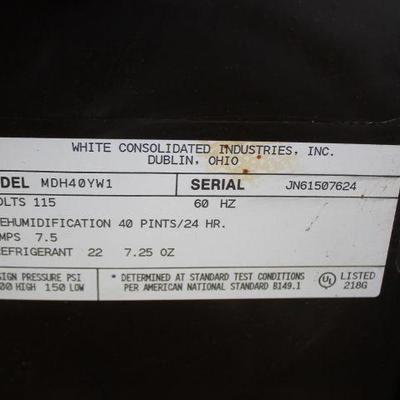 WHITE CONSOLIDATED INDUSTRIES, INC.
DUBLIN, OHIO
DEL MDH40YW1 SERIAL JN61507624
OLTS 115 60 HZ
EHUMIDIFICATION 40 PINTS/24 HR.
MPS 7.5
EFRIGERANT 22 7.25 OZ
SIGN PRESSURE PSI
00 HIGH 150 LOW
* DETERMINED AT STANDARD TEST CONDITIONS
PER AMERICAN NATIONAL STANDARD B149.1
UL LISTED
218G